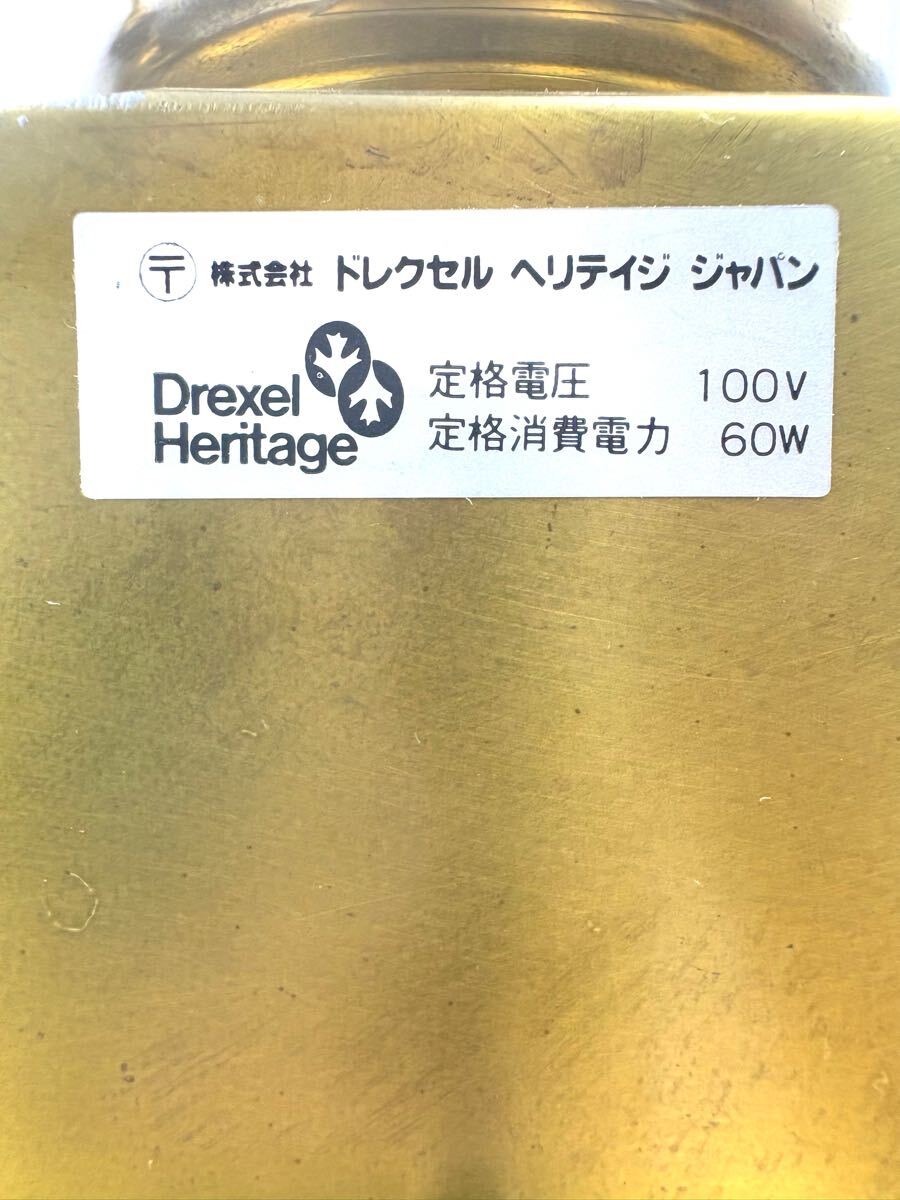 〒 株式会社 ドレクセル ヘリテイジ ジャパン
Drexel
Heritage
定格電圧 100V
定格消費電力 60W